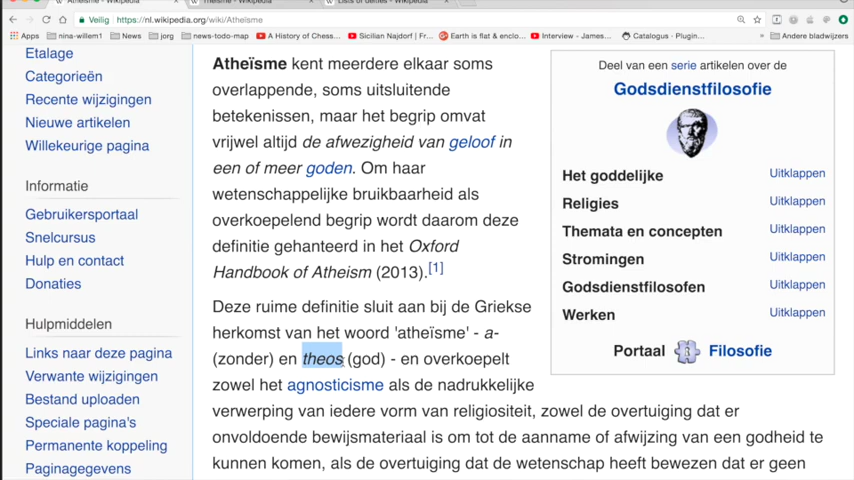 Atheïsme - Wikipedia
Theïsme - Wikipedia
Lists of deities - Wikipedia
Veilig
https://nl.wikipedia.org/wiki/Atheisme
Apps
nina-willem1
News
jorg
news-todo-map
A History of Chess...
Sicilian Najdorf | Fr...
Earth is flat & enclo...
Interview - James...
Catalogus - Plugin...
Andere bladwijzers
Etalage
Categorieën
Recente wijzigingen
Nieuwe artikelen
Willekeurige pagina
Informatie
Gebruikersportaal
Snelcursus
Hulp en contact
Donaties
Hulpmiddelen
Links naar deze pagina
Verwante wijzigingen
Bestand uploaden
Speciale pagina's
Permanente koppeling
Paginagegevens
Atheïsme kent meerdere elkaar soms
overlappende, soms uitsluitende
betekenissen, maar het begrip omvat
vrijwel altijd de afwezigheid van geloof in
een of meer goden. Om haar
wetenschappelijke bruikbaarheid als
overkoepelend begrip wordt daarom deze
definitie gehanteerd in het Oxford
Handbook of Atheism (2013).[1]
Deze ruime definitie sluit aan bij de Griekse
herkomst van het woord 'atheïsme' - a-
(zonder) en theos (god) - en overkoepelt
zowel het agnosticisme als de nadrukkelijke
verwerping van iedere vorm van religiositeit, zowel de overtuiging dat er
onvoldoende bewijsmateriaal is om tot de aanname of afwijzing van een godheid te
kunnen komen, als de overtuiging dat de wetenschap heeft bewezen dat er geen
Deel van een serie artikelen over de
Godsdienstfilosofie
Het goddelijke Uitklappen
Religies Uitklappen
Themata en concepten Uitklappen
Stromingen Uitklappen
Godsdienstfilosofen Uitklappen
Werken Uitklappen
Portaal Filosofie